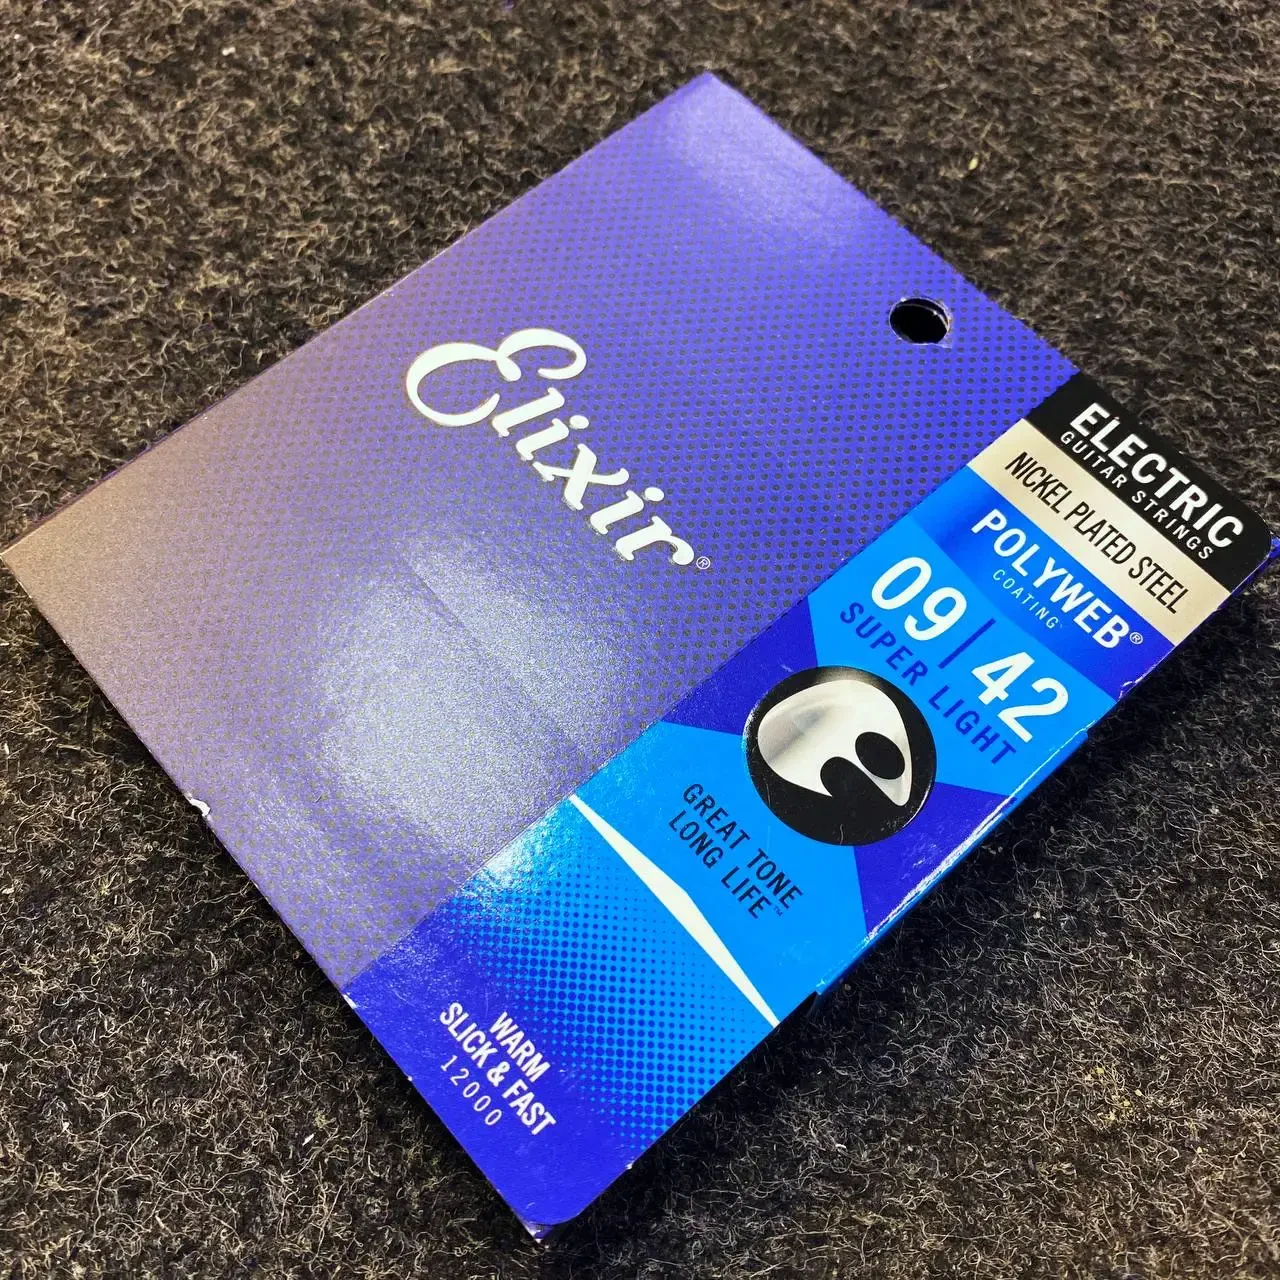 Elixir®
ELECTRIC
GUITAR STRINGS
NICKEL PLATED STEEL
POLYWEB®
COATING
09 | 42
SUPER LIGHT
GREAT TONE
LONG LIFE™
WARM
SLICK & FAST
12000